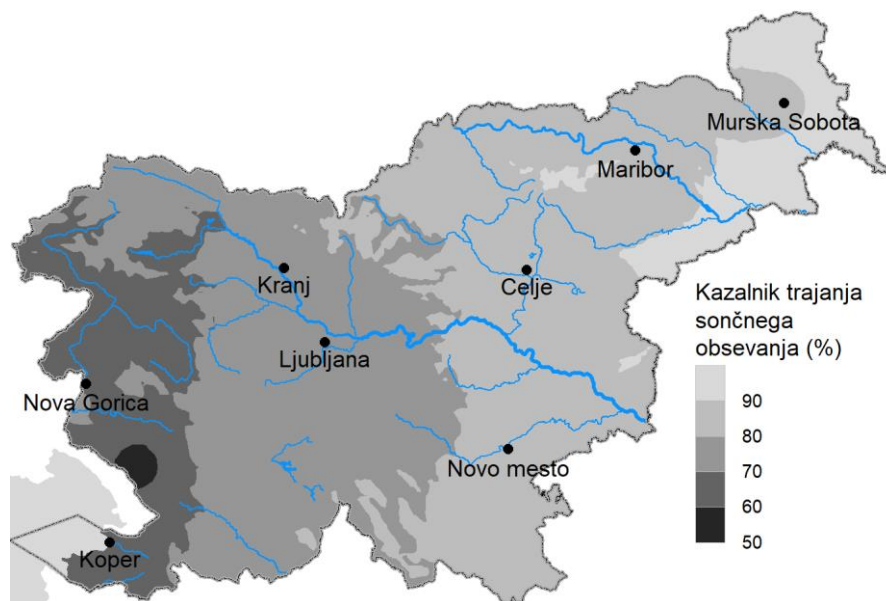 Murska Sobota
Maribor
Kranj
Celje
Ljubljana
Nova Gorica
Novo mesto
Koper
Kazalnik trajanja
sončnega
obsevanja (%)
90
80
70
60
50